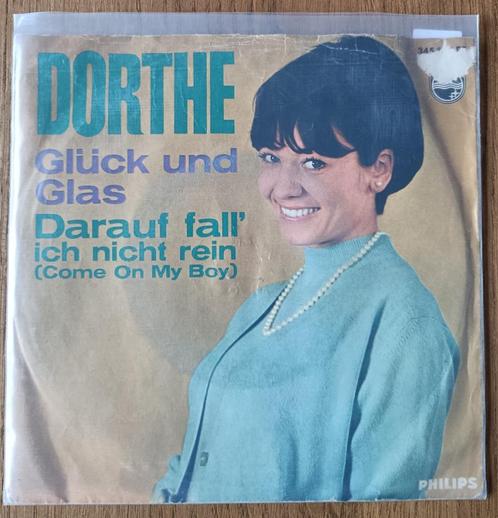 DORTHE
Glück und
Glas
Darauf fall'
ich nicht rein
(Come On My Boy)
PHILIPS